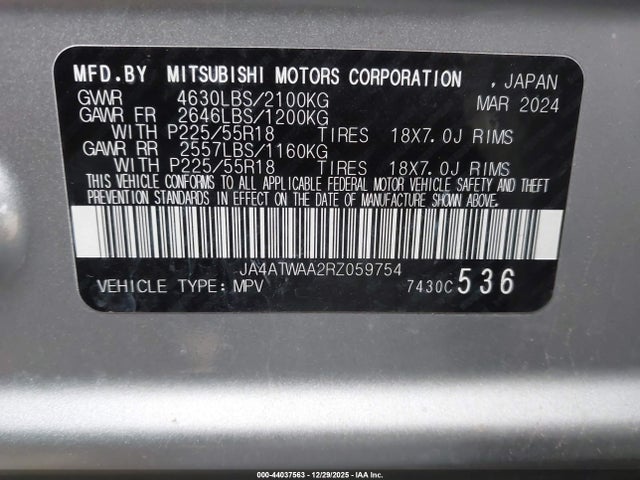 MFD.BY MITSUBISHI MOTORS CORPORATION , JAPAN
GVWR 4630LBS/2100KG MAR 2024
GAWR FR 2646LBS/1200KG
WITH P225/55R18 TIRES 18X7.0J RIMS
GAWR RR 2557LBS/1160KG
WITH P225/55R18 TIRES 18X7.0J RIMS
THIS VEHICLE CONFORMS TO ALL APPLICABLE FEDERAL MOTOR VEHICLE SAFETY AND THEFT
PREVENTION STANDARDS IN EFFECT ON THE DATE OF MANUFACTURE SHOWN ABOVE.
JA4ATWAA2RZ059754
VEHICLE TYPE: MPV 7430C 536
000-44037563 - 12/29/2025 - IAA Inc.